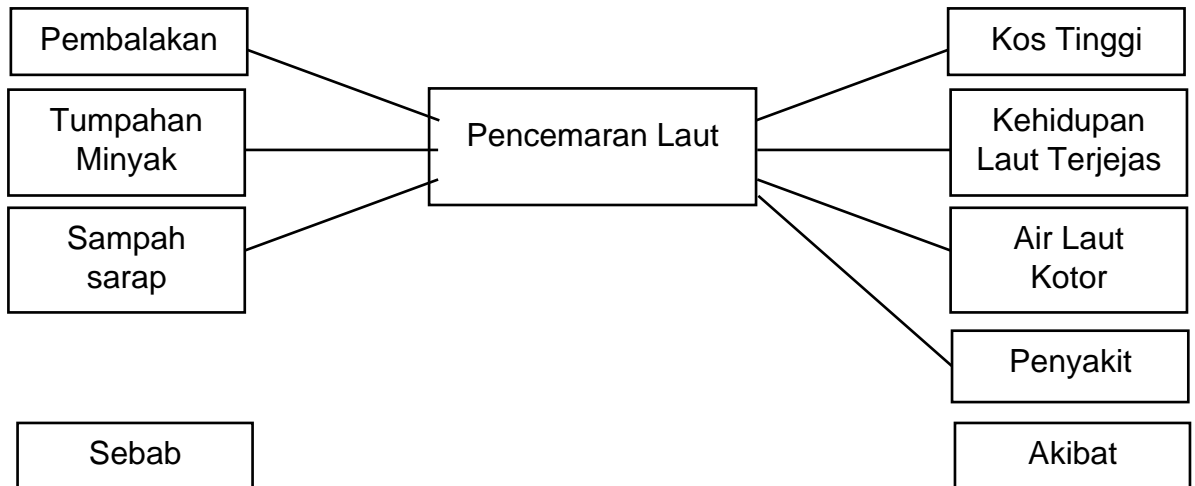 Pembalakan
Tumpahan
Minyak
Sampah
sarap
Pencemaran Laut
Kos Tinggi
Kehidupan
Laut Terjejas
Air Laut
Kotor
Penyakit
Sebab
Akibat